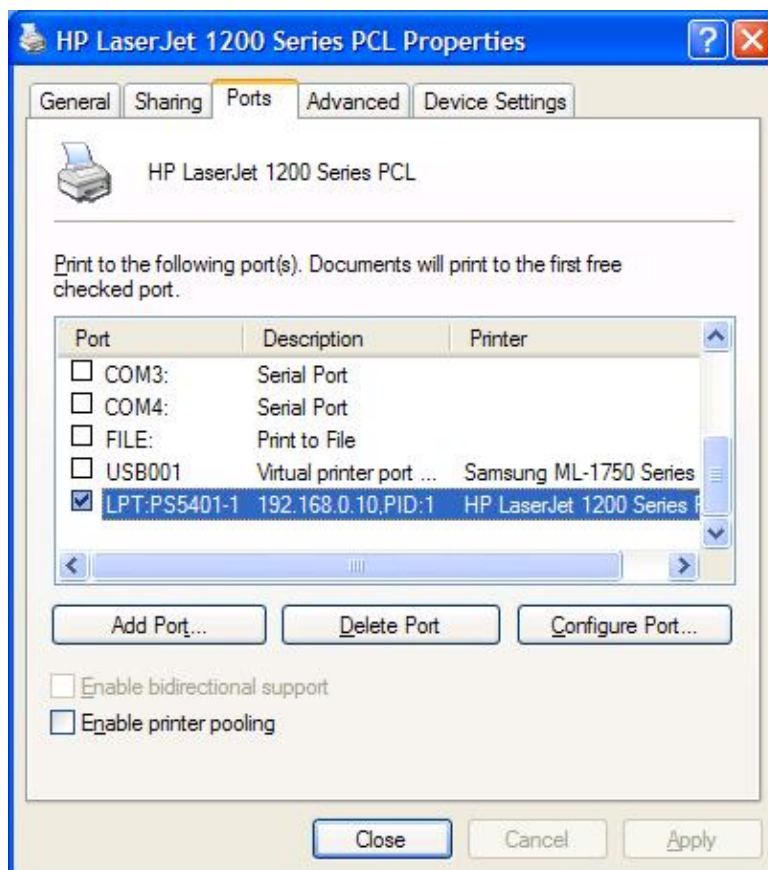 HP LaserJet 1200 Series PCL Properties
General Sharing Ports Advanced Device Settings
HP LaserJet 1200 Series PCL
Print to the following port(s). Documents will print to the first free
checked port.
Port Description Printer
COM3: Serial Port
COM4: Serial Port
FILE: Print to File
USB001 Virtual printer port ... Samsung ML-1750 Series
LPT:PS5401-1 192.168.0.10,PID:1 HP LaserJet 1200 Series
Add Port... Delete Port Configure Port...
Enable bidirectional support
Enable printer pooling
Close Cancel Apply